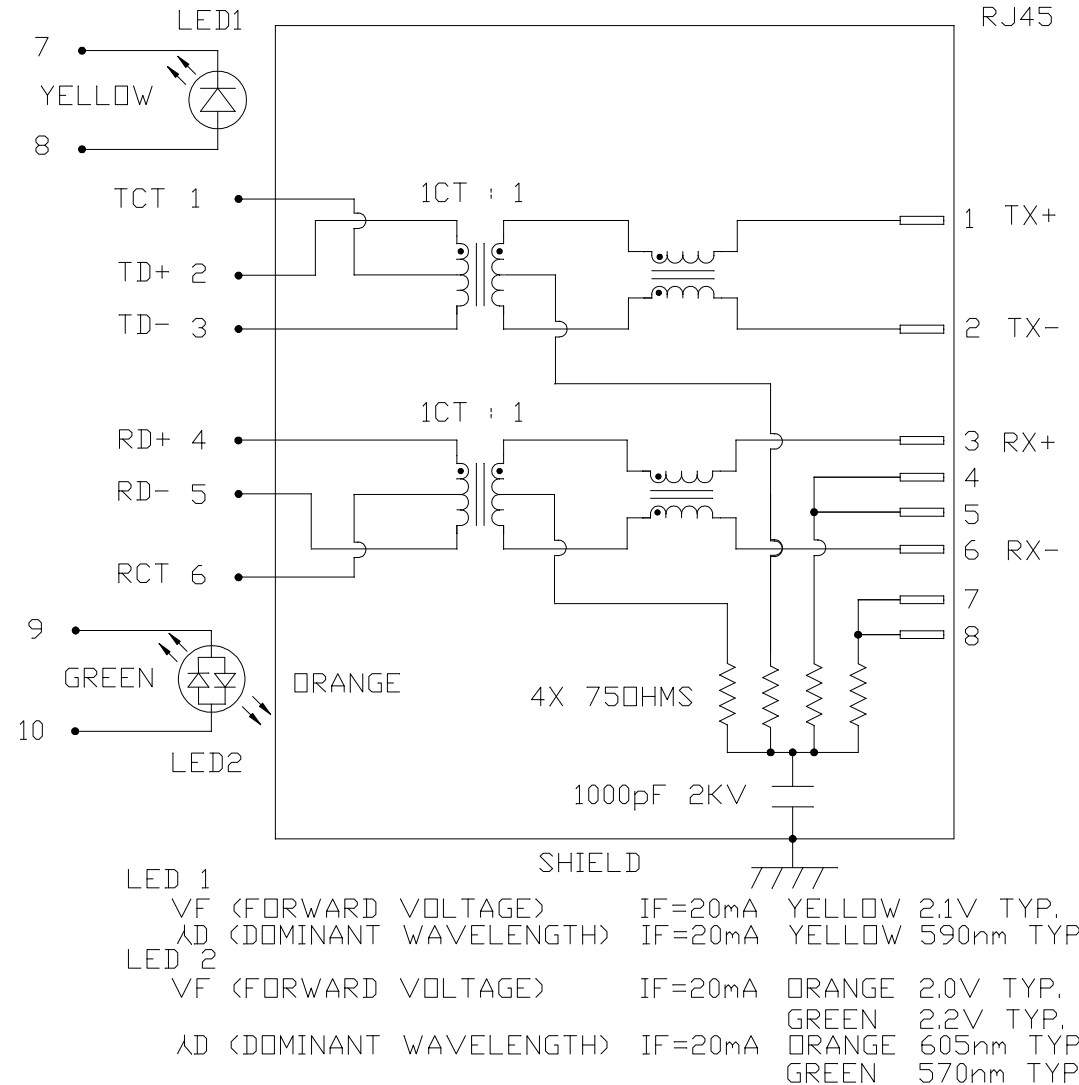 LED1
RJ45
7
YELLOW
8
TCT 1
1CT : 1
1 TX+
TD+ 2
TD- 3
2 TX-
1CT : 1
RD+ 4
3 RX+
4
RD- 5
5
6 RX-
RCT 6
7
9
8
GREEN
ORANGE
4X 75OHMS
10
LED2
1000pF 2KV
SHIELD
LED 1
VF (FORWARD VOLTAGE) IF=20mA YELLOW 2.1V TYP.
λD (DOMINANT WAVELENGTH) IF=20mA YELLOW 590nm TYP
LED 2
VF (FORWARD VOLTAGE) IF=20mA ORANGE 2.0V TYP.
GREEN 2.2V TYP.
λD (DOMINANT WAVELENGTH) IF=20mA ORANGE 605nm TYP
GREEN 570nm TYP